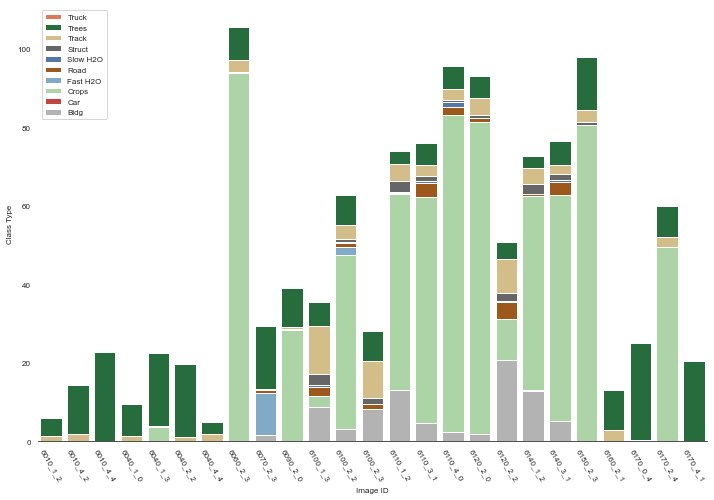 Truck
Trees
Track
Struct
Slow H2O
Road
Fast H2O
Crops
Car
Bldg
100
80
60
40
20
0
Class Type
6010_1_2
6010_4_2
6010_4_4
6040_1_0
6040_1_3
6040_2_2
6040_4_4
6060_2_3
6070_2_3
6090_2_0
6100_1_3
6100_2_2
6100_2_3
6110_1_2
6110_3_1
6110_4_0
6120_2_0
6120_2_2
6140_1_2
6140_3_1
6150_2_3
6160_2_1
6170_0_4
6170_2_4
6170_4_1
Image ID